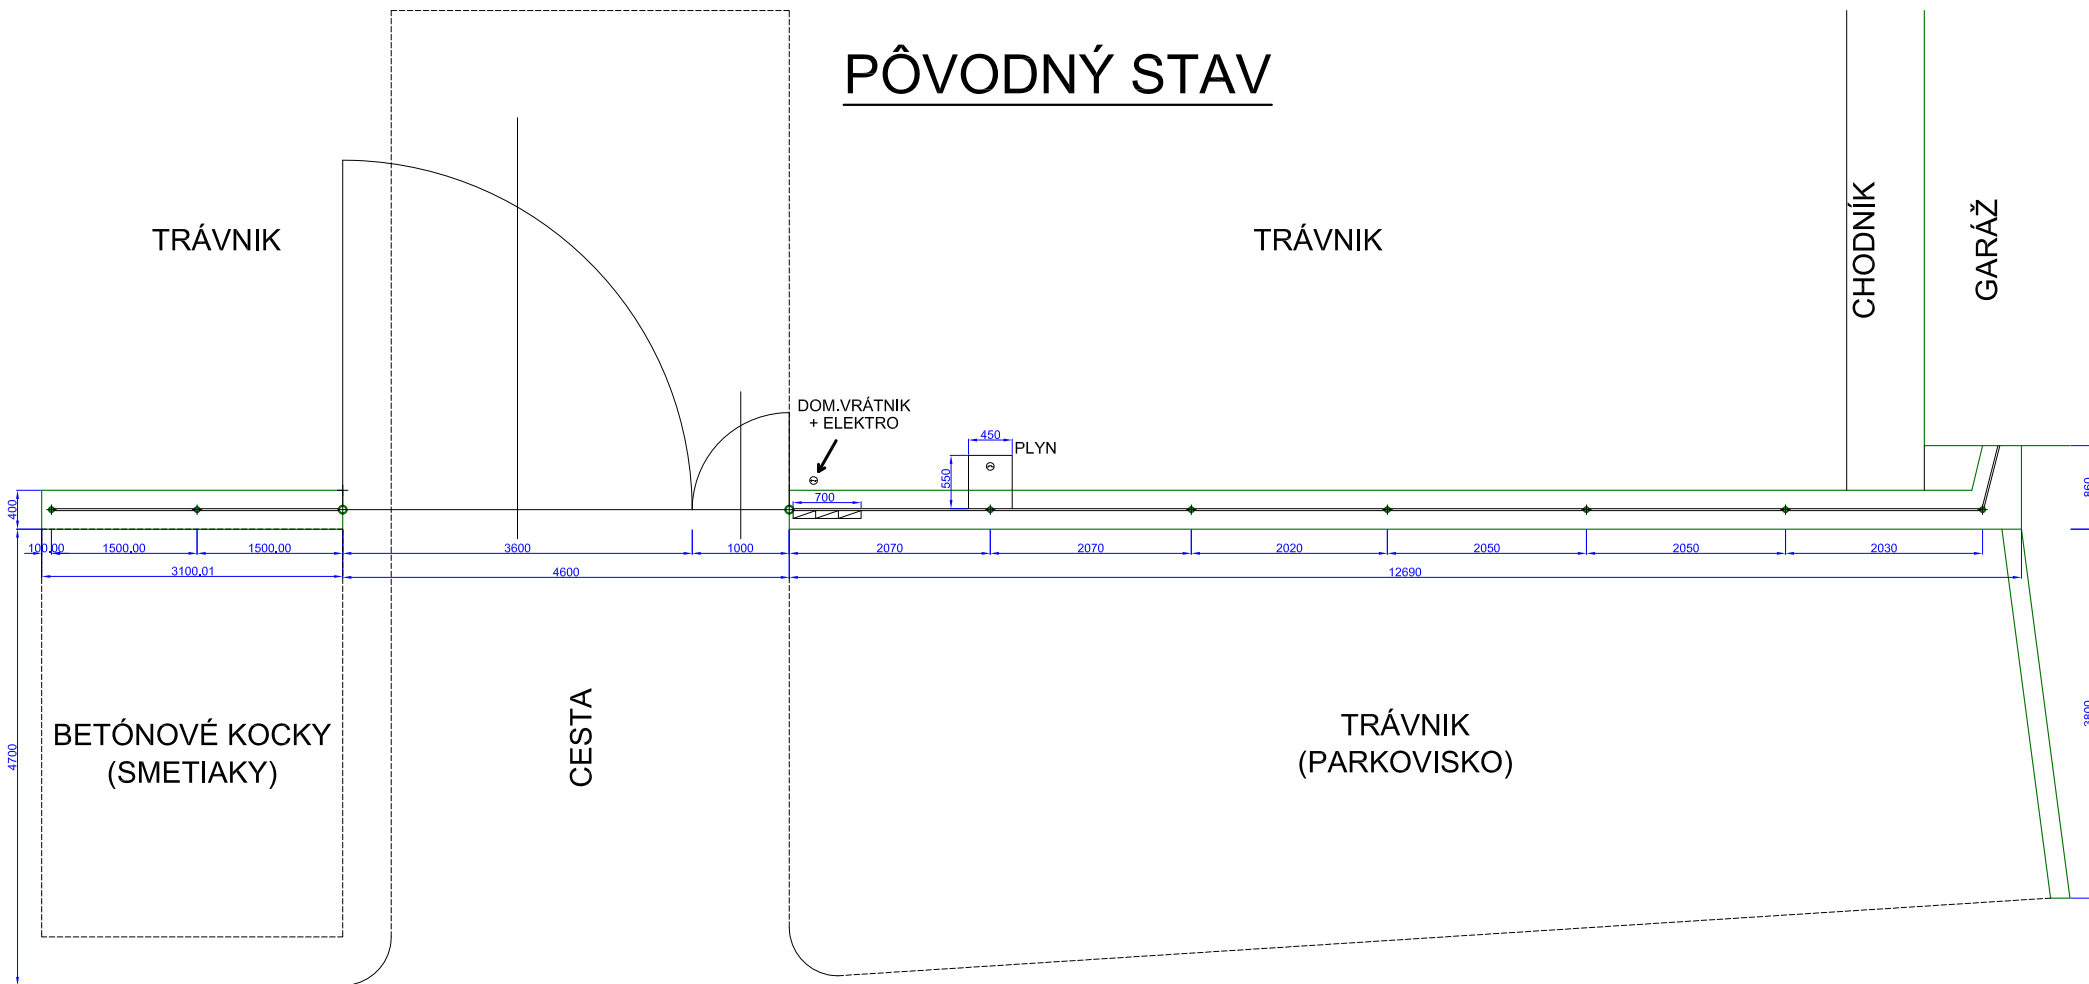 PÔVODNÝ STAV
TRÁVNIK
TRÁVNIK
CHODNÍK
GARÁŽ
DOM.VRÁTNIK
+ ELEKTRO
450
PLYN
550
700
400
860
100,00
1500,00
1500,00
3600
1000
2070
2070
2020
2050
2050
2030
3100,01
4600
12690
4700
BETÓNOVÉ KOCKY
(SMETIAKY)
CESTA
TRÁVNIK
(PARKOVISKO)
3800